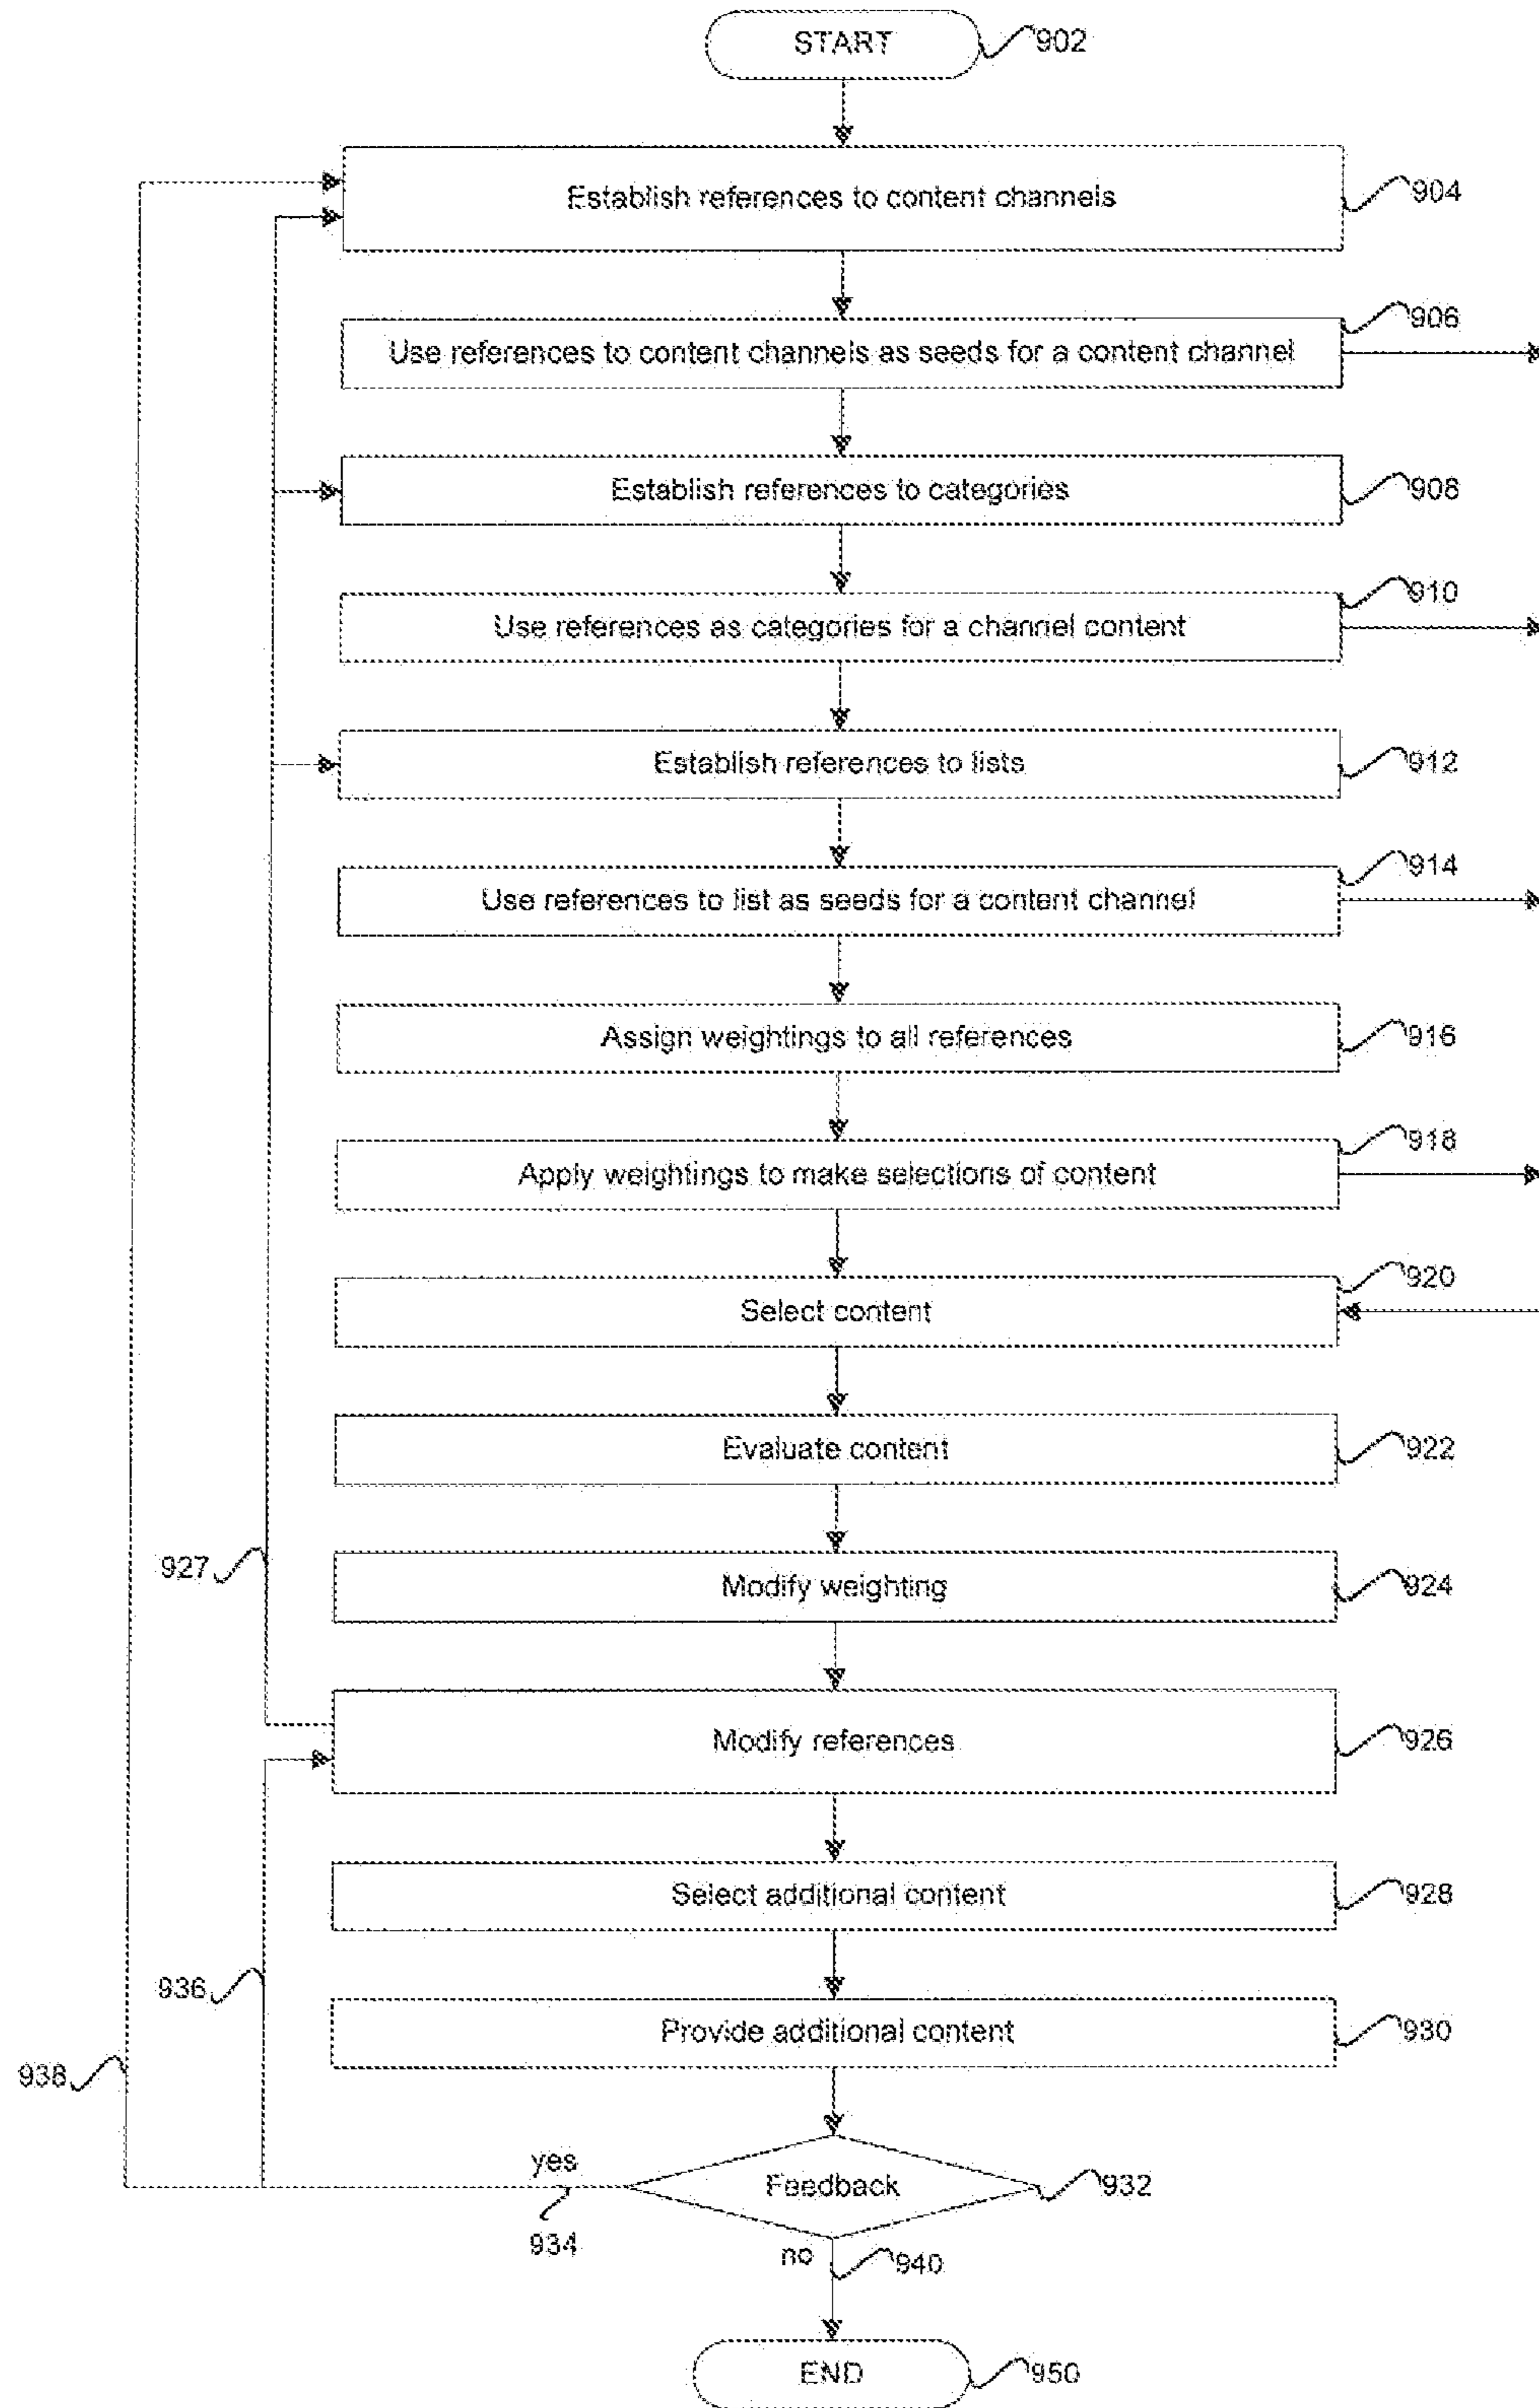 START
902
Establish references to content channels
904
906
Use references to content channels as seeds for a content channel
Establish references to categories
908
910
Use references as categories for a channel content
Establish references to lists
912
914
Use references to list as seeds for a content channel
Assign weightings to all references
916
918
Apply weightings to make selections of content
920
Select content
Evaluate content
922
927
Modify weighting
924
Modify references
926
Select additional content
928
936
Provide additional content
930
938
yes
Feedback
932
934
no
940
END
950